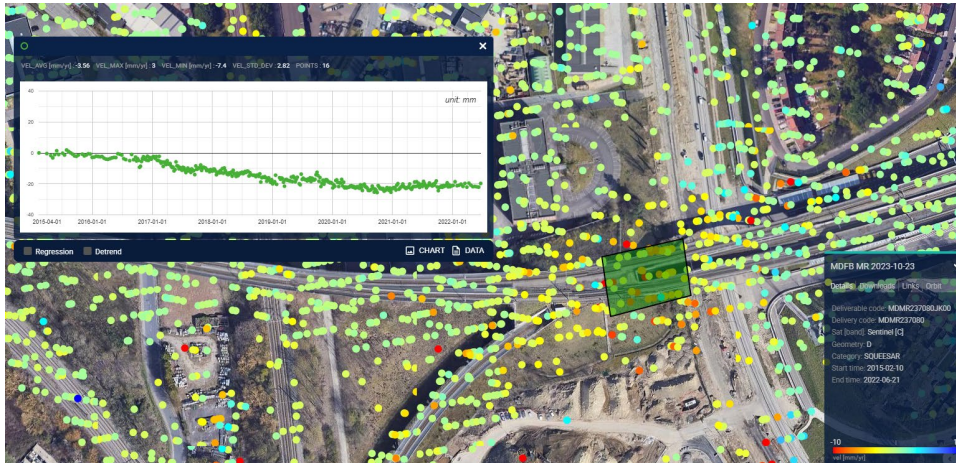 VEL_AVG [mm/yr] : -3.56 VEL_MAX [mm/yr] : 3 VEL_MIN [mm/yr] : -7.4 VEL_STD_DEV : 2.82 POINTS : 16
unit: mm
40
20
0
-20
-40
2015-04-01 2016-01-01 2017-01-01 2018-01-01 2019-01-01 2020-01-01 2021-01-01 2022-01-01
Regression Detrend CHART DATA
MDFB MR 2023-10-23
Details Downloads Links Orbit
Deliverable code: MDMR237080JK00
Delivery code: MDMR237080
Sat [band]: Sentinel [C]
Geometry: D
Category: SQUEESAR
Start time: 2015-02-10
End time: 2022-06-21
-10
vel [mm/yr]